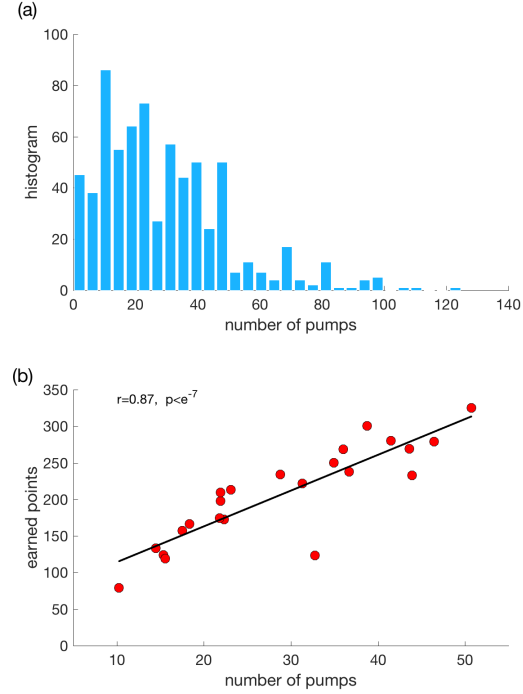 (a)
100
80
60
40
20
0
histogram
0 20 40 60 80 100 120 140
number of pumps
(b)
r=0.87, p<e⁻⁷
350
300
250
200
150
100
50
0
earned points
10 20 30 40 50
number of pumps